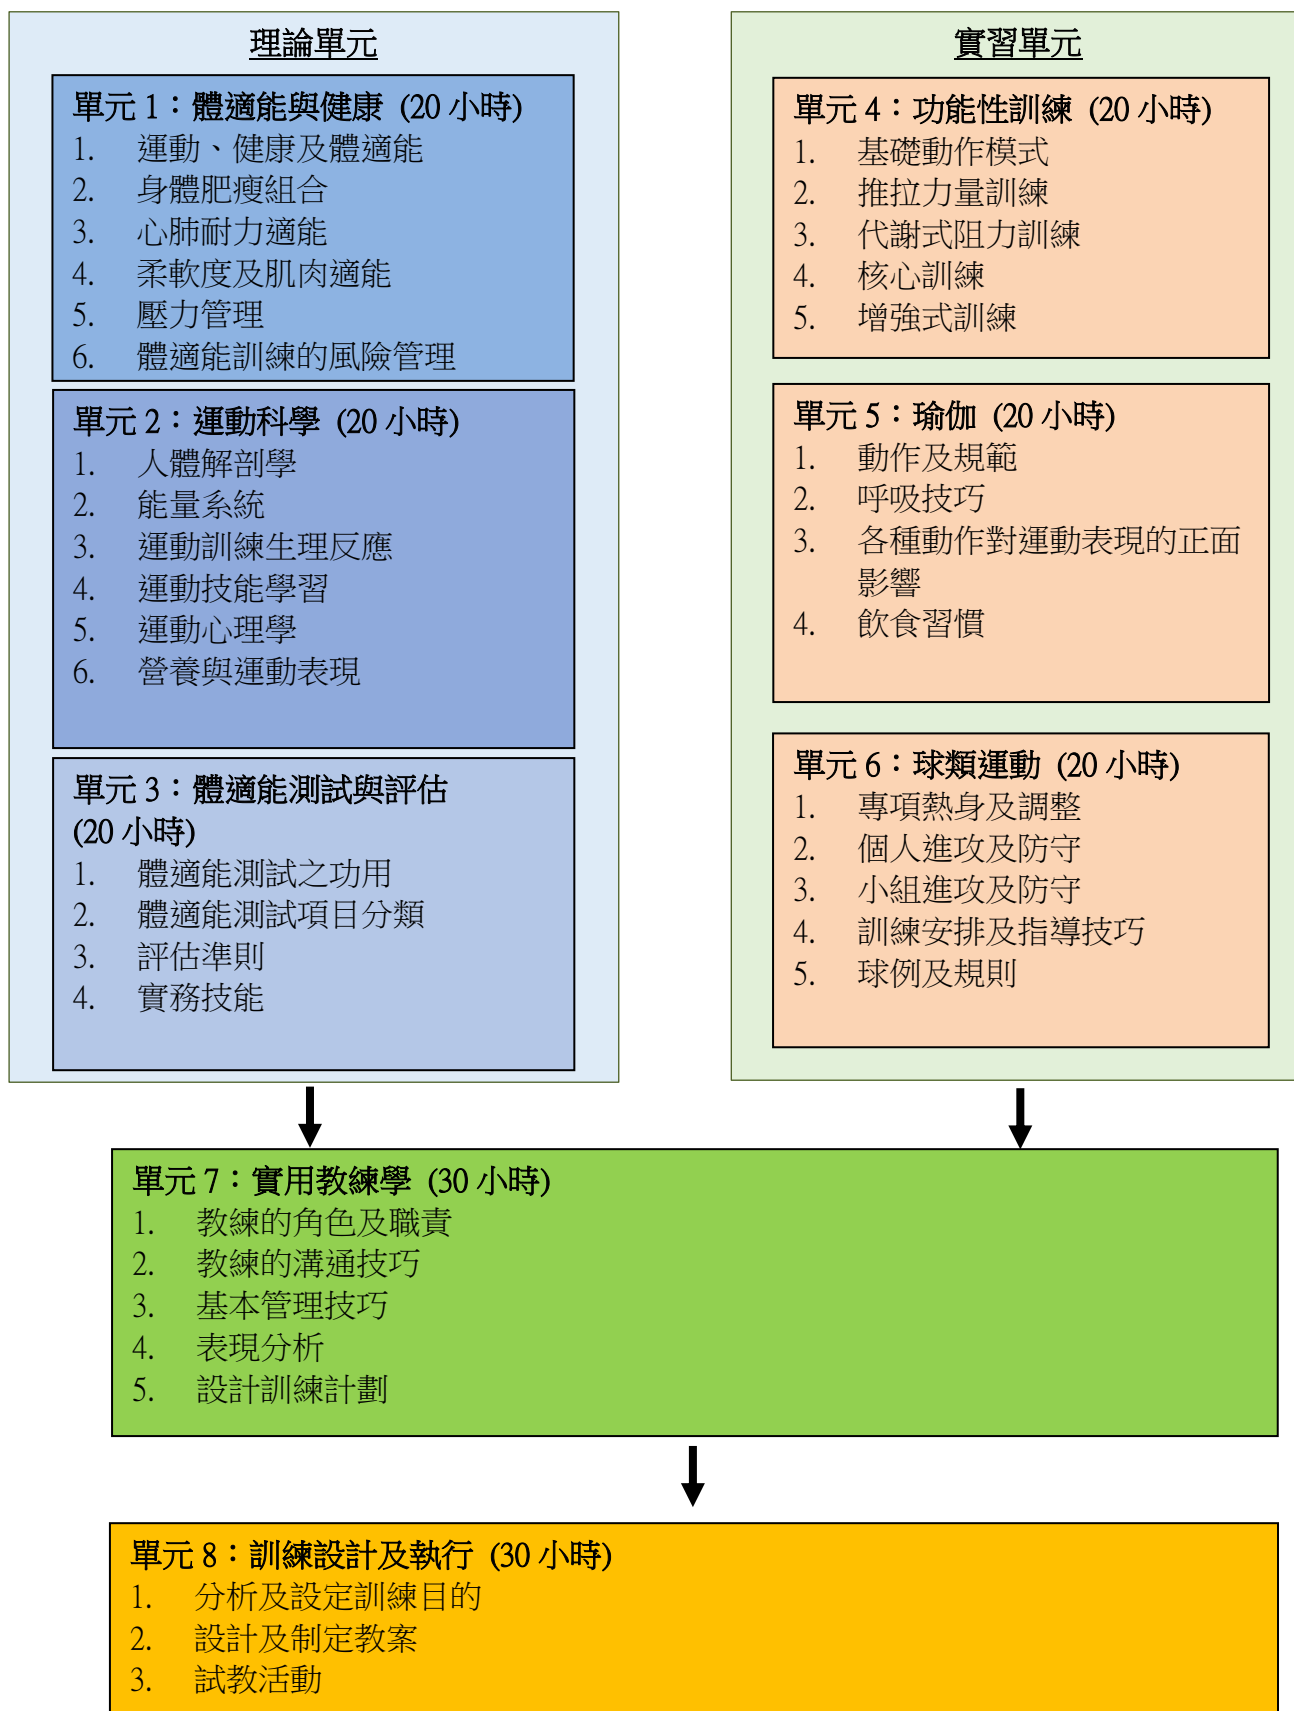 理論單元
單元 1：體適能與健康 (20 小時)
1. 運動、健康及體適能
2. 身體肥瘦組合
3. 心肺耐力適能
4. 柔軟度及肌肉適能
5. 壓力管理
6. 體適能訓練的風險管理
單元 2：運動科學 (20 小時)
1. 人體解剖學
2. 能量系統
3. 運動訓練生理反應
4. 運動技能學習
5. 運動心理學
6. 營養與運動表現
單元 3：體適能測試與評估
(20 小時)
1. 體適能測試之功用
2. 體適能測試項目分類
3. 評估準則
4. 實務技能
實習單元
單元 4：功能性訓練 (20 小時)
1. 基礎動作模式
2. 推拉力量訓練
3. 代謝式阻力訓練
4. 核心訓練
5. 增強式訓練
單元 5：瑜伽 (20 小時)
1. 動作及規範
2. 呼吸技巧
3. 各種動作對運動表現的正面
影響
4. 飲食習慣
單元 6：球類運動 (20 小時)
1. 專項熱身及調整
2. 個人進攻及防守
3. 小組進攻及防守
4. 訓練安排及指導技巧
5. 球例及規則
單元 7：實用教練學 (30 小時)
1. 教練的角色及職責
2. 教練的溝通技巧
3. 基本管理技巧
4. 表現分析
5. 設計訓練計劃
單元 8：訓練設計及執行 (30 小時)
1. 分析及設定訓練目的
2. 設計及制定教案
3. 試教活動